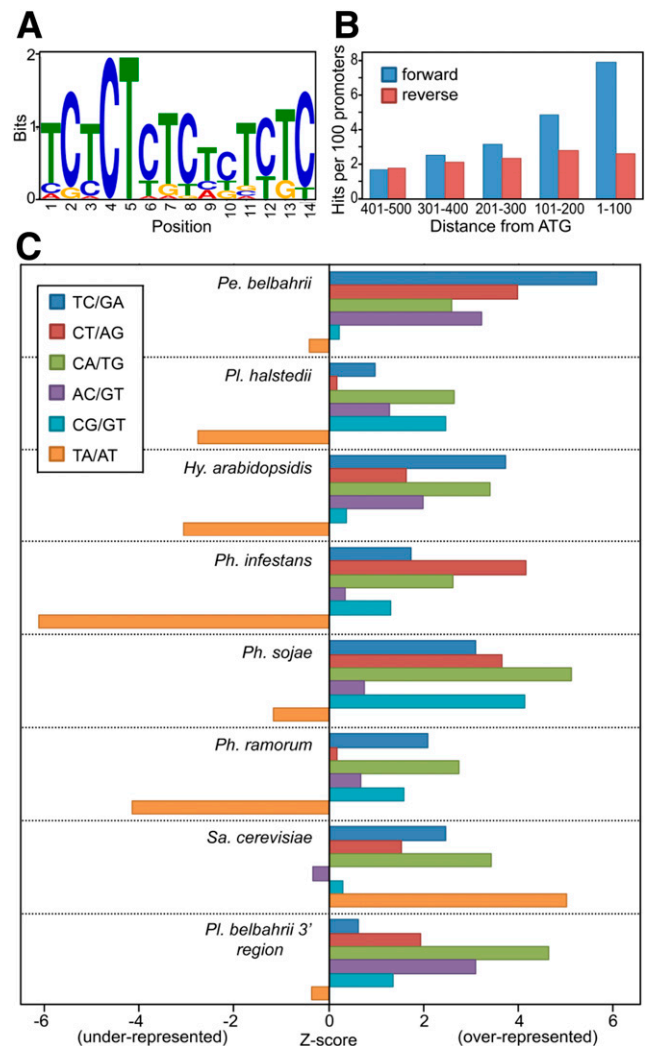 A
2
1
0
Bits
T C T C T C T C T C T C T C
1 2 3 4 5 6 7 8 9 10 11 12 13 14
Position
B
8
6
4
2
0
Hits per 100 promoters
forward
reverse
401-500 301-400 201-300 101-200 1-100
Distance from ATG
C
TC/GA
CT/AG
CA/TG
AC/GT
CG/GT
TA/AT
Pe. belbahrii
Pl. halstedii
Hy. arabidopsidis
Ph. infestans
Ph. sojae
Ph. ramorum
Sa. cerevisiae
Pl. belbahrii 3'
region
-6 -4 -2 0 2 4 6
(under-represented) Z-score (over-represented)